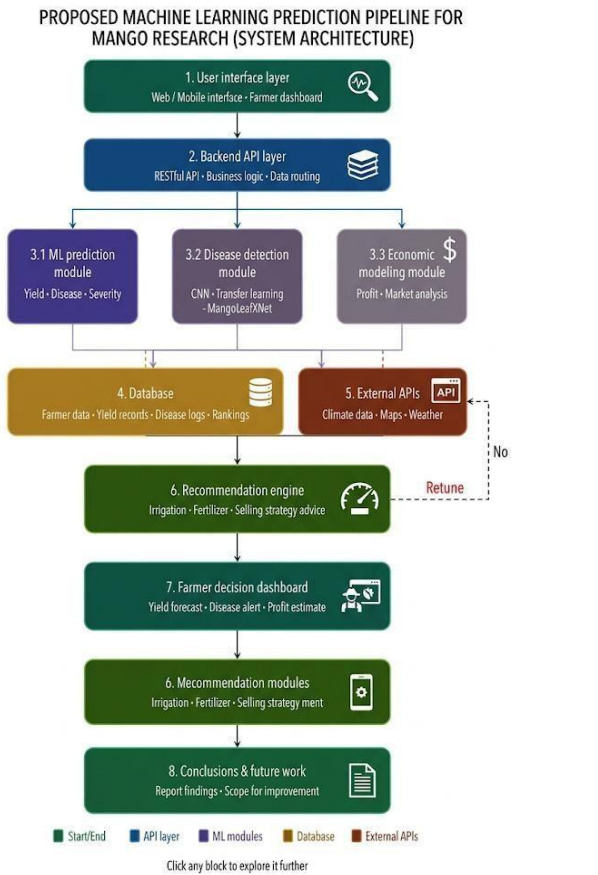 PROPOSED MACHINE LEARNING PREDICTION PIPELINE FOR
MANGO RESEARCH (SYSTEM ARCHITECTURE)
1. User interface layer
Web / Mobile interface · Farmer dashboard
2. Backend API layer
RESTful API · Business logic · Data routing
3.1 ML prediction
module
Yield · Disease · Severity
3.2 Disease detection
module
CNN · Transfer learning
- MangoLeafXNet
3.3 Economic
modeling module
Profit · Market analysis
$
4. Database
Farmer data · Yield records · Disease logs · Rankings
5. External APIs
Climate data · Maps · Weather
API
No
Retune
6. Recommendation engine
Irrigation · Fertilizer · Selling strategy advice
7. Farmer decision dashboard
Yield forecast · Disease alert · Profit estimate
6. Mecommendation modules
Irrigation · Fertilizer · Selling strategy ment
8. Conclusions & future work
Report findings · Scope for improvement
Start/End
API layer
ML modules
Database
External APIs
Click any block to explore it further